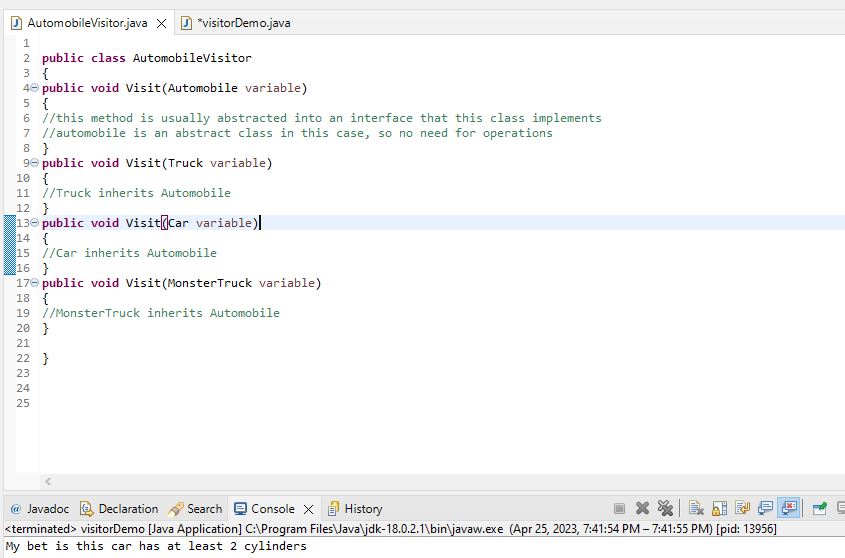 AutomobileVisitor.java
*visitorDemo.java
1
2 public class AutomobileVisitor
3 {
4 public void Visit(Automobile variable)
5 {
6 //this method is usually abstracted into an interface that this class implements
7 //automobile is an abstract class in this case, so no need for operations
8 }
9 public void Visit(Truck variable)
10 {
11 //Truck inherits Automobile
12 }
13 public void Visit(Car variable)
14 {
15 //Car inherits Automobile
16 }
17 public void Visit(MonsterTruck variable)
18 {
19 //MonsterTruck inherits Automobile
20 }
21
22 }
23
24
25
@ Javadoc Declaration Search Console History
<terminated> visitorDemo [Java Application] C:\Program Files\Java\jdk-18.0.2.1\bin\javaw.exe (Apr 25, 2023, 7:41:54 PM – 7:41:55 PM) [pid: 13956]
My bet is this car has at least 2 cylinders